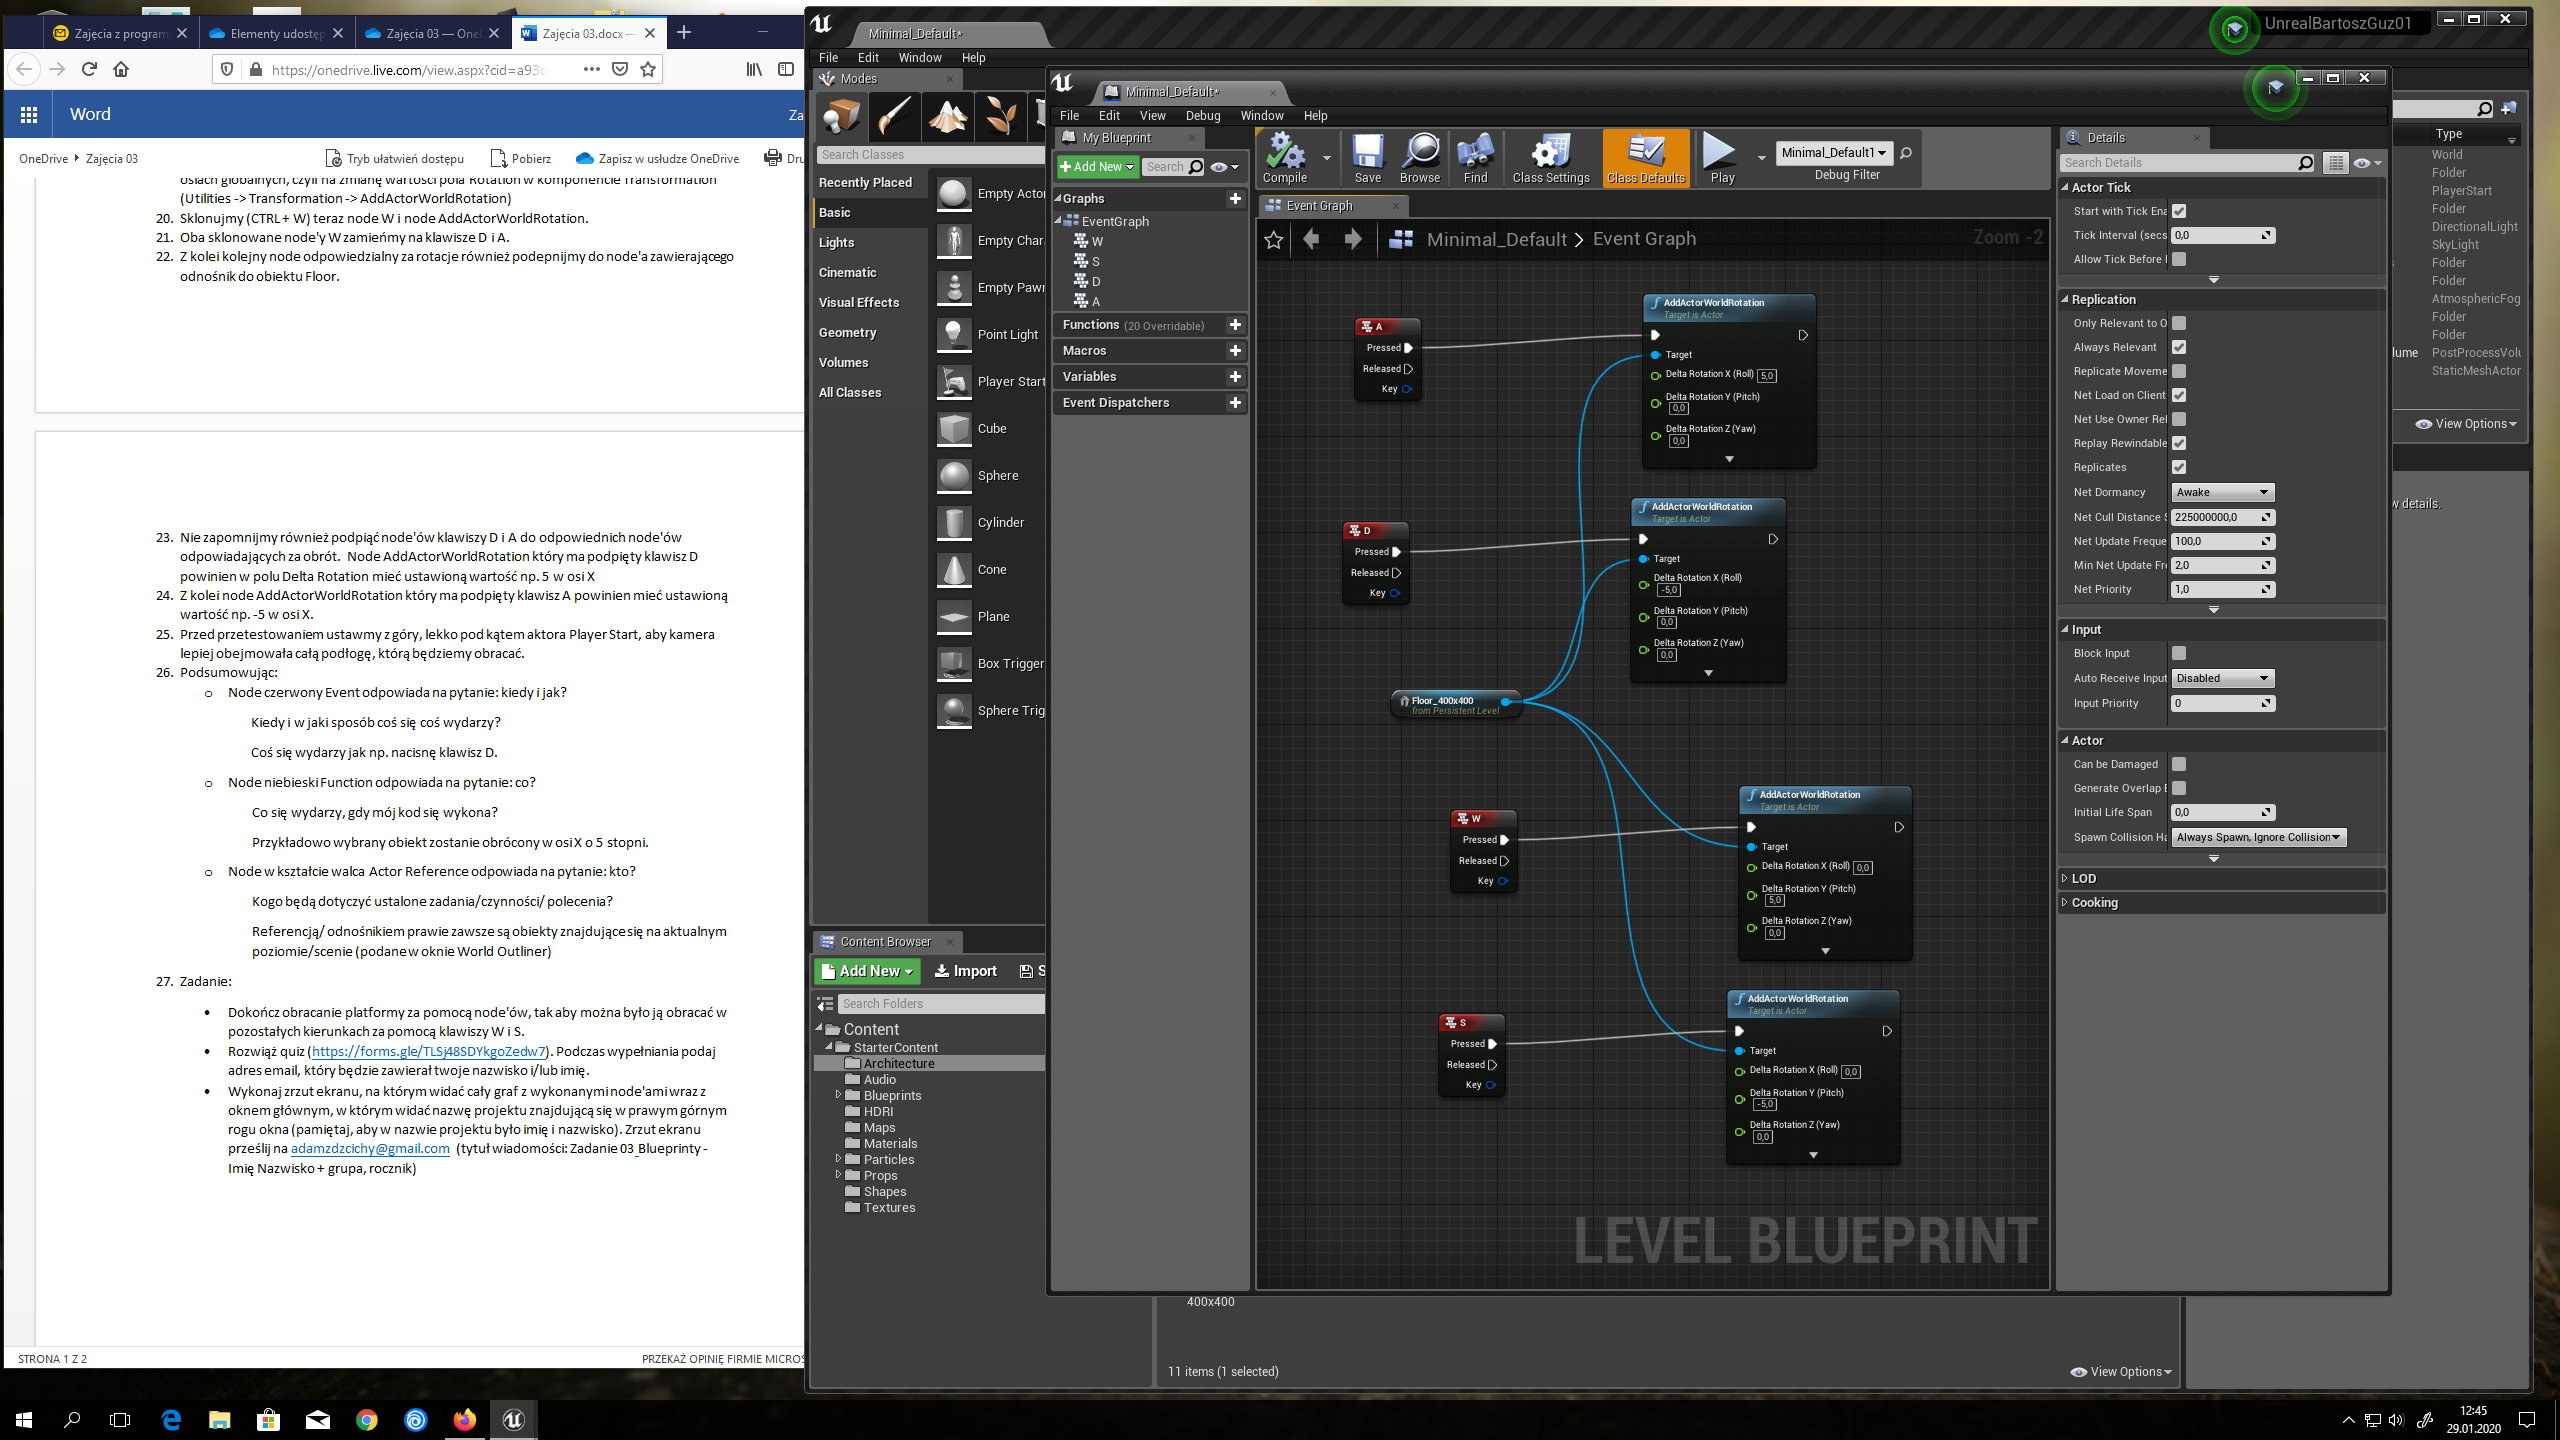 Zajęcia z program
Elementy udostęp
Zajęcia 03 — OneD
Zajęcia 03.docx —
https://onedrive.live.com/view.aspx?cid=a93c
Word
Za
OneDrive
Zajęcia 03
Tryb ułatwień dostępu
Pobierz
Zapisz w usłudze OneDrive
Dru
osiach globalnych, czyli na zmianę wartości pola Rotation w komponencie Transformation
(Utilities -> Transformation -> AddActorWorldRotation)
20. Sklonujmy (CTRL + W) teraz node W i node AddActorWorldRotation.
21. Oba sklonowane node'y W zamieńmy na klawisze D i A.
22. Z kolei kolejny node odpowiedzialny za rotacje również podepnijmy do node'a zawierającego
odnośnik do obiektu Floor.
23. Nie zapomnijmy również podpiąć node'ów klawiszy D i A do odpowiednich node'ów
odpowiadających za obrót. Node AddActorWorldRotation który ma podpięty klawisz D
powinien w polu Delta Rotation mieć ustawioną wartość np. 5 w osi X
24. Z kolei node AddActorWorldRotation który ma podpięty klawisz A powinien mieć ustawioną
wartość np. -5 w osi X.
25. Przed przetestowaniem ustawmy z góry, lekko pod kątem aktora Player Start, aby kamera
lepiej obejmowała całą podłogę, którą będziemy obracać.
26. Podsumowując:
o Node czerwony Event odpowiada na pytanie: kiedy i jak?
Kiedy i w jaki sposób coś się coś wydarzy?
Coś się wydarzy jak np. nacisnę klawisz D.
o Node niebieski Function odpowiada na pytanie: co?
Co się wydarzy, gdy mój kod się wykona?
Przykładowo wybrany obiekt zostanie obrócony w osi X o 5 stopni.
o Node w kształcie walca Actor Reference odpowiada na pytanie: kto?
Kogo będą dotyczyć ustalone zadania/czynności/ polecenia?
Referencją/ odnośnikiem prawie zawsze są obiekty znajdujące się na aktualnym
poziomie/scenie (podane w oknie World Outliner)
27. Zadanie:
• Dokończ obracanie platformy za pomocą node'ów, tak aby można było ją obracać w
pozostałych kierunkach za pomocą klawiszy W i S.
• Rozwiąż quiz (https://forms.gle/TLSj48SDYkgoZedw7). Podczas wypełniania podaj
adres email, który będzie zawierał twoje nazwisko i/lub imię.
• Wykonaj zrzut ekranu, na którym widać cały graf z wykonanymi node'ami wraz z
oknem głównym, w którym widać nazwę projektu znajdującą się w prawym górnym
rogu okna (pamiętaj, aby w nazwie projektu było imię i nazwisko). Zrzut ekranu
prześlij na adamzdzcichy@gmail.com (tytuł wiadomości: Zadanie 03_Blueprinty -
Imię Nazwisko + grupa, rocznik)
STRONA 1 Z 2
PRZEKAŻ OPINIĘ FIRMIE MICROS
Minimal_Default*
UnrealBartoszGuz01
File Edit Window Help
Modes
Search Classes
Recently Placed
Basic
Lights
Cinematic
Visual Effects
Geometry
Volumes
All Classes
Empty Actor
Empty Chara
Empty Pawn
Point Light
Player Start
Cube
Sphere
Cylinder
Cone
Plane
Box Trigger
Sphere Trig
Content Browser
Add New
Import
S
Search Folders
Content
StarterContent
Architecture
Audio
Blueprints
HDRI
Maps
Materials
Particles
Props
Shapes
Textures
400x400
11 items (1 selected)
View Options
Minimal_Default*
File Edit View Debug Window Help
My Blueprint
Add New
Search
Graphs
EventGraph
W
S
D
A
Functions (20 Overridable)
Macros
Variables
Event Dispatchers
Compile
Save
Browse
Find
Class Settings
Class Defaults
Play
Minimal_Default1
Debug Filter
Event Graph
Minimal_Default > Event Graph
Zoom -2
A
Pressed
Released
Key
AddActorWorldRotation
Target is Actor
Target
Delta Rotation X (Roll) 5,0
Delta Rotation Y (Pitch)
0,0
Delta Rotation Z (Yaw)
0,0
D
Pressed
Released
Key
AddActorWorldRotation
Target is Actor
Target
Delta Rotation X (Roll)
-5,0
Delta Rotation Y (Pitch)
0,0
Delta Rotation Z (Yaw)
0,0
Floor_400x400
from Persistent Level
W
Pressed
Released
Key
AddActorWorldRotation
Target is Actor
Target
Delta Rotation X (Roll) 0,0
Delta Rotation Y (Pitch)
5,0
Delta Rotation Z (Yaw)
0,0
S
Pressed
Released
Key
AddActorWorldRotation
Target is Actor
Target
Delta Rotation X (Roll) 0,0
Delta Rotation Y (Pitch)
-5,0
Delta Rotation Z (Yaw)
0,0
LEVEL BLUEPRINT
Details
Search Details
Actor Tick
Start with Tick Ena
Tick Interval (secs 0,0
Allow Tick Before
Replication
Only Relevant to O
Always Relevant
Replicate Moveme
Net Load on Client
Net Use Owner Rel
Replay Rewindable
Replicates
Net Dormancy Awake
Net Cull Distance S 225000000,0
Net Update Freque 100,0
Min Net Update Fr 2,0
Net Priority 1,0
Input
Block Input
Auto Receive Input Disabled
Input Priority 0
Actor
Can be Damaged
Generate Overlap E
Initial Life Span 0,0
Spawn Collision Ha Always Spawn, Ignore Collision
LOD
Cooking
Type
World
Folder
PlayerStart
Folder
DirectionalLight
SkyLight
Folder
Folder
AtmosphericFog
Folder
Folder
lume PostProcessVolu
StaticMeshActor
View Options
w details.
12:45
29.01.2020